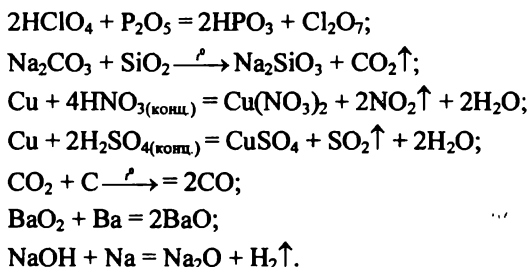 2HClO₄ + P₂O₅ = 2HPO₃ + Cl₂O₇;
Na₂CO₃ + SiO₂ —ρ→ Na₂SiO₃ + CO₂↑;
Cu + 4HNO₃(конц.) = Cu(NO₃)₂ + 2NO₂↑ + 2H₂O;
Cu + 2H₂SO₄(конц.) = CuSO₄ + SO₂↑ + 2H₂O;
CO₂ + C —ρ→ = 2CO;
BaO₂ + Ba = 2BaO;
NaOH + Na = Na₂O + H₂↑.